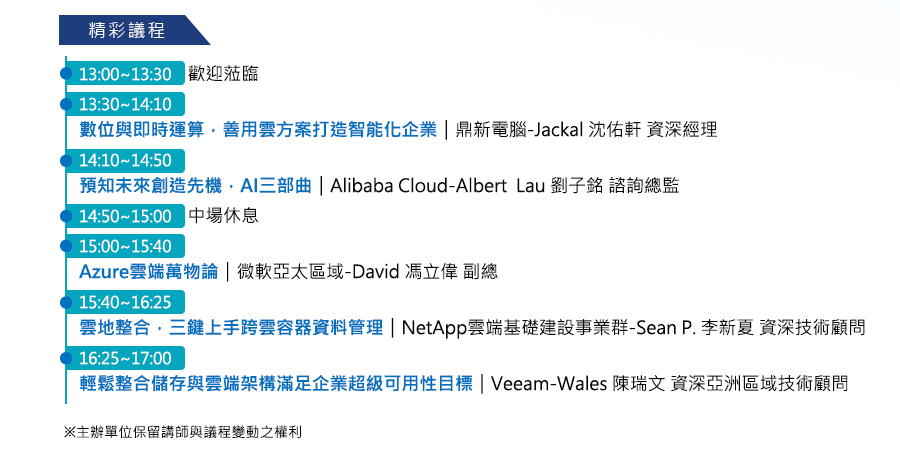 精彩議程
13:00~13:30 歡迎蒞臨
13:30~14:10
數位與即時運算，善用雲方案打造智能化企業｜鼎新電腦-Jackal 沈佑軒 資深經理
14:10~14:50
預知未來創造先機，AI三部曲｜Alibaba Cloud-Albert Lau 劉子銘 諮詢總監
14:50~15:00 中場休息
15:00~15:40
Azure雲端萬物論｜微軟亞太區域-David 馮立偉 副總
15:40~16:25
雲地整合，三鍵上手跨雲容器資料管理｜NetApp雲端基礎建設事業群-Sean P. 李新夏 資深技術顧問
16:25~17:00
輕鬆整合儲存與雲端架構滿足企業超級可用性目標｜Veeam-Wales 陳瑞文 資深亞洲區域技術顧問
※主辦單位保留講師與議程變動之權利